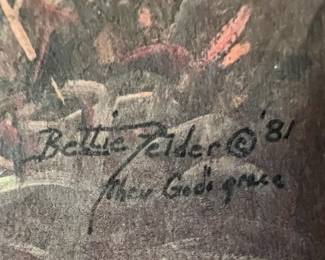 Bettie Felder © '81
thru God's grace